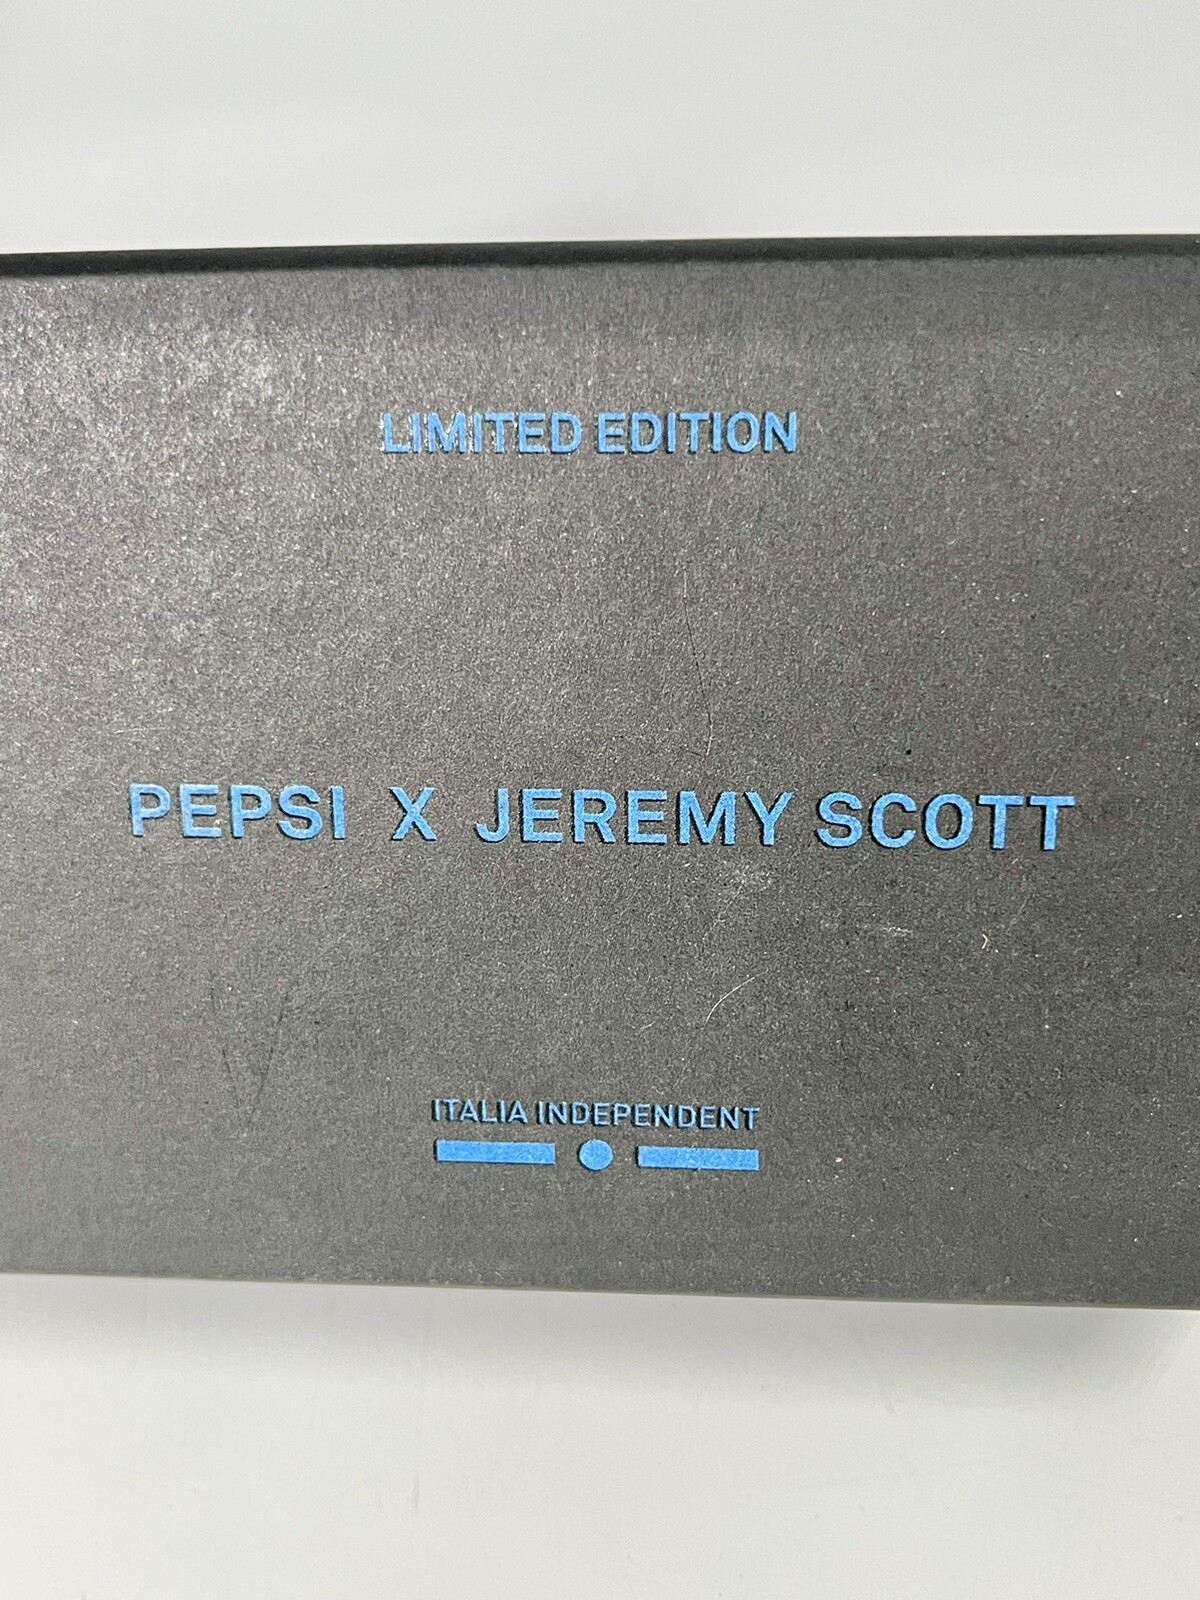 LIMITED EDITION
PEPSI X JEREMY SCOTT
ITALIA INDEPENDENT